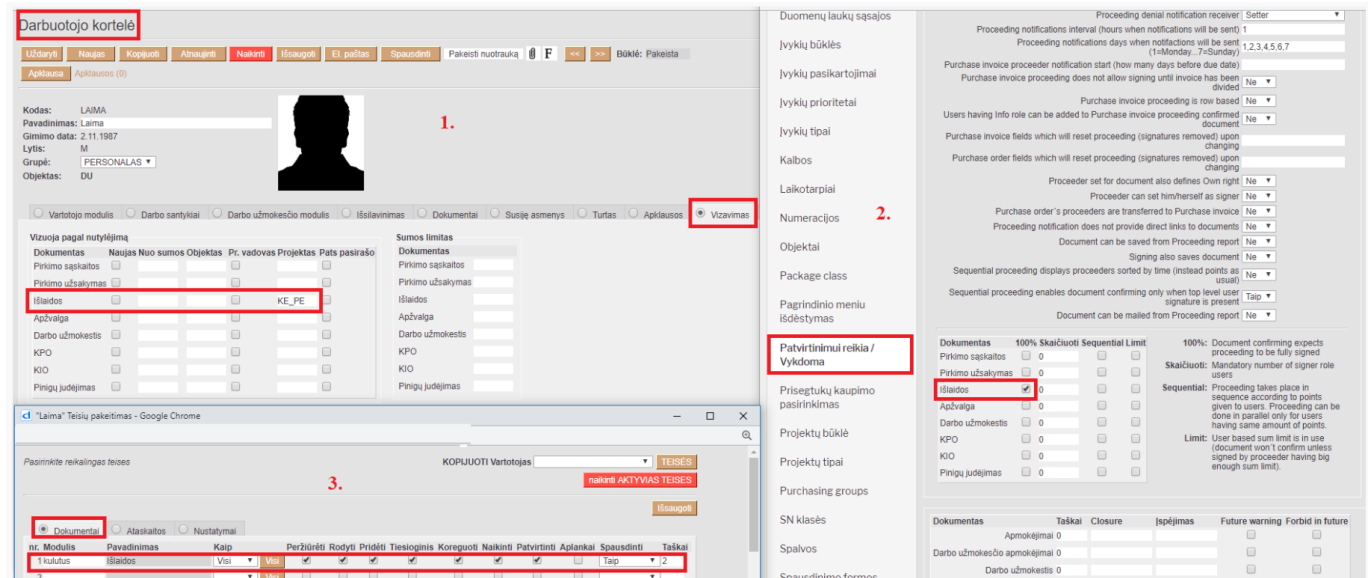 Darbuotojo kortelė
Uždaryti Naujas Kopijuoti Atnaujinti Naikinti Išsaugoti El. paštas Spausdinti Pakeisti nuotrauką F << >> Būklė: Pakeista
Apklausa Apklausos (0)
Kodas: LAIMA
Pavadinimas: Laima
Gimimo data: 2.11.1987
Lytis: M
Grupė: PERSONALAS
Objektas: DU
1.
Vartotojo modulis Darbo santykiai Darbo užmokesčio modulis Išsilavinimas Dokumentai Susiję asmenys Turtas Apklausos Vizavimas
Vizuoja pagal nutylėjimą
Dokumentas Naujas Nuo sumos Objektas Pr. vadovas Projektas Pats pasirašo
Pirkimo sąskaitos
Pirkimo užsakymas
Išlaidos KE_PE
Apžvalga
Darbo užmokestis
KPO
KIO
Pinigų judėjimas
Sumos limitas
Dokumentas
Pirkimo sąskaitos
Pirkimo užsakymas
Išlaidos
Apžvalga
Darbo užmokestis
KPO
KIO
Pinigų judėjimas
"Laima" Teisių pakeitimas - Google Chrome
Pasirinkite reikalingas teises
KOPIJUOTI Vartotojas TEISES
naikinti AKTYVIAS TEISES
3.
Išsaugoti
Dokumentai Ataskaitos Nustatymai
nr. Modulis Pavadinimas Kaip Peržiūrėti Rodyti Pridėti Tiesioginis Koreguoti Naikinti Patvirtinti Aplankai Spausdinti Taškai
1 kulutus Išlaidos Visi Visi Taip 2
2 Visi
Duomenų laukų sąsajos
Įvykių būklės
Įvykių pasikartojimai
Įvykių prioritetai
Įvykių tipai
Kalbos
Laikotarpiai
Numeracijos
Objektai
Package class
Pagrindinio meniu
išdėstymas
Patvirtinimui reikia /
Vykdoma
Prisegtukų kaupimo
pasirinkimas
Projektų būklė
Projektų tipai
Purchasing groups
SN klasės
Spalvos
Spausdinimo formos
2.
Proceeding denial notification receiver Setter
Proceeding notifications interval (hours when notifications will be sent) 1
Proceeding notifications days when notifactions will be sent
(1=Monday...7=Sunday) 1,2,3,4,5,6,7
Purchase invoice proceeder notification start (how many days before due date)
Purchase invoice proceeding does not allow signing until invoice has been
divided Ne
Purchase invoice proceeding is row based Ne
Users having Info role can be added to Purchase invoice proceeding confirmed
document Ne
Purchase invoice fields which will reset proceeding (signatures removed) upon
changing
Purchase order fields which will reset proceeding (signatures removed) upon
changing
Proceeder set for document also defines Own right Ne
Proceeder can set him/herself as signer Ne
Purchase order`s proceeders are transferred to Purchase invoice Ne
Proceeding notification does not provide direct links to documents Ne
Document can be saved from Proceeding report Ne
Signing also saves document Ne
Sequential proceeding displays proceeders sorted by time (instead points as
usual) Ne
Sequential proceeding enables document confirming only when top level user
signature is present Taip
Document can be mailed from Proceeding report Ne
Dokumentas 100% Skaičiuoti Sequential Limit
Pirkimo sąskaitos 0
Pirkimo užsakymas 0
Išlaidos 0
Apžvalga 0
Darbo užmokestis 0
KPO 0
KIO 0
Pinigų judėjimas 0
100%: Document confirming expects
proceeding to be fully signed
Skaičiuoti: Mandatory number of signer role
users
Sequential: Proceeding takes place in
sequence according to points
given to users. Proceeding can be
done in parallel only for users
having same amount of points.
Limit: User based sum limit is in use
(document won`t confirm unless
signed by proceeder having big
enough sum limit).
Dokumentas Taškai Closure Įspėjimas Future warning Forbid in future
Apmokėjimai 0
Darbo užmokesčio apmokėjimai 0
Darbo užmokestis 0